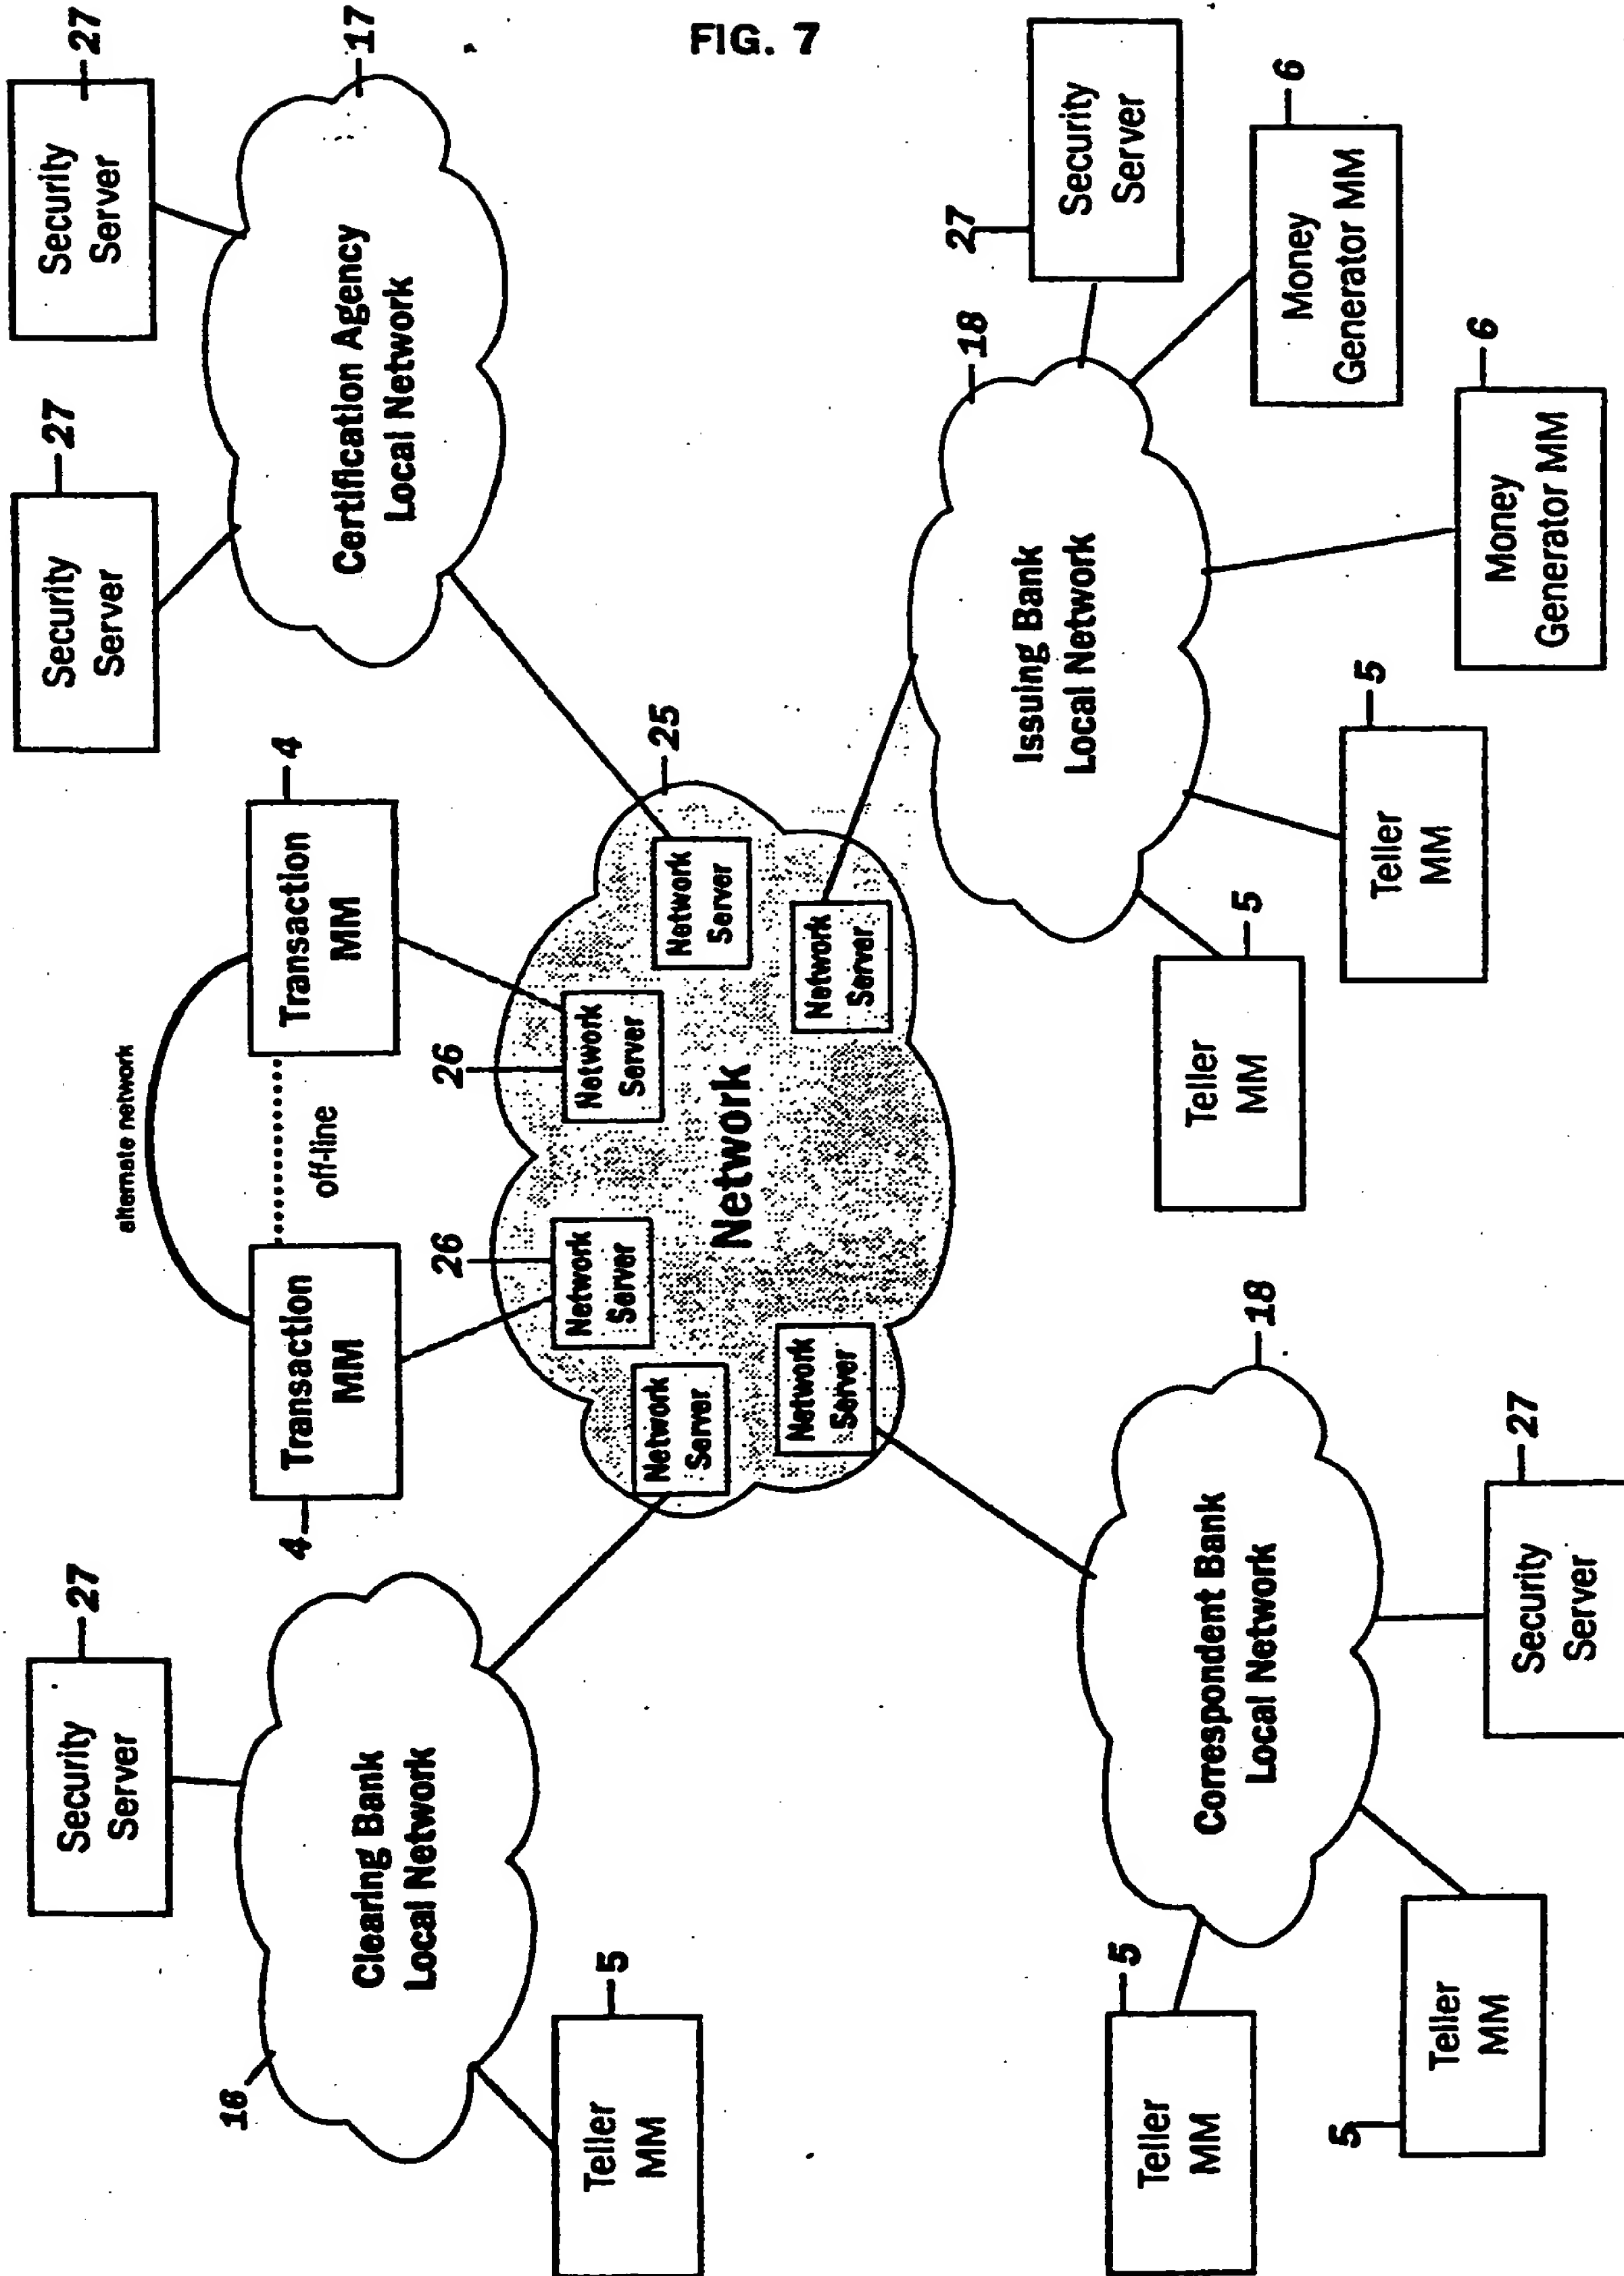 FIG. 7
27
Security
Server
27
Security
Server
17
Certification Agency
Local Network
alternate network
off-line
4
Transaction
MM
4
Transaction
MM
27
Security
Server
16
Clearing Bank
Local Network
5
Teller
MM
25
Network
26
Network
Server
26
Network
Server
Network
Server
Network
Server
Network
Server
Network
Server
18
Issuing Bank
Local Network
27
Security
Server
6
Money
Generator MM
6
Money
Generator MM
5
Teller
MM
5
Teller
MM
18
Correspondent Bank
Local Network
27
Security
Server
5
Teller
MM
5
Teller
MM